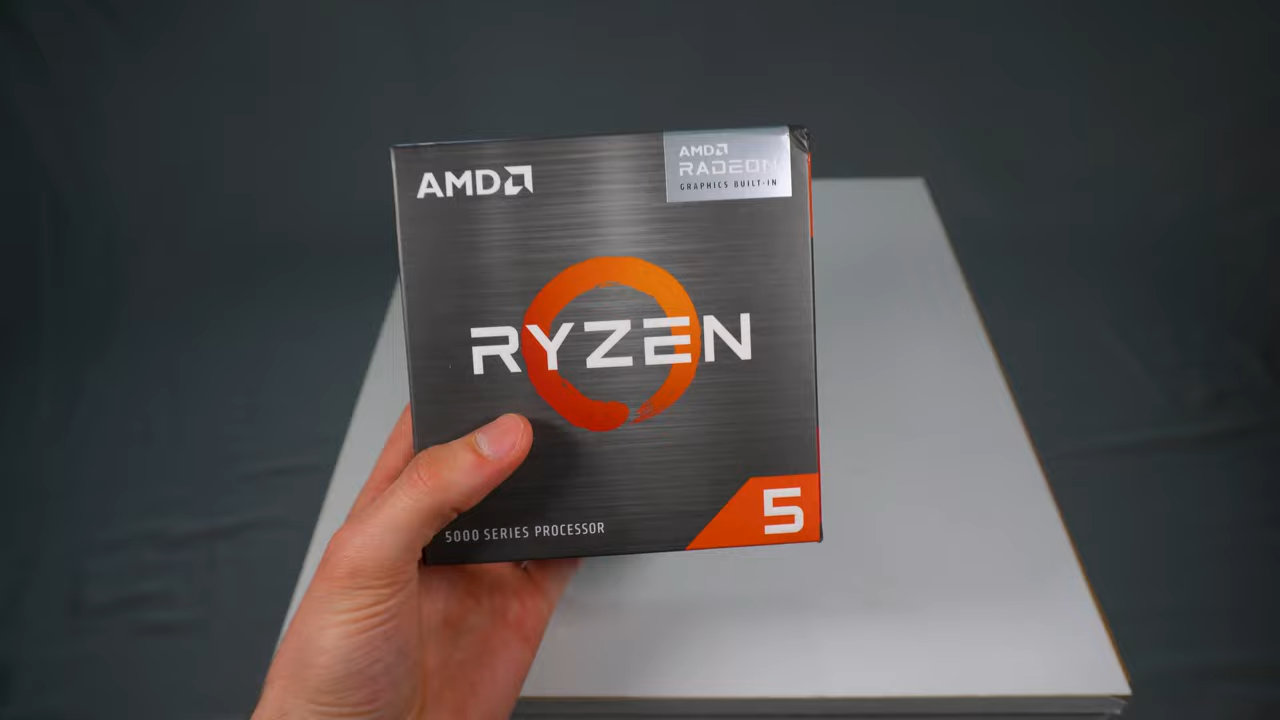 AMD
AMD
RADEON
GRAPHICS BUILT-IN
RYZEN
5000 SERIES PROCESSOR
5